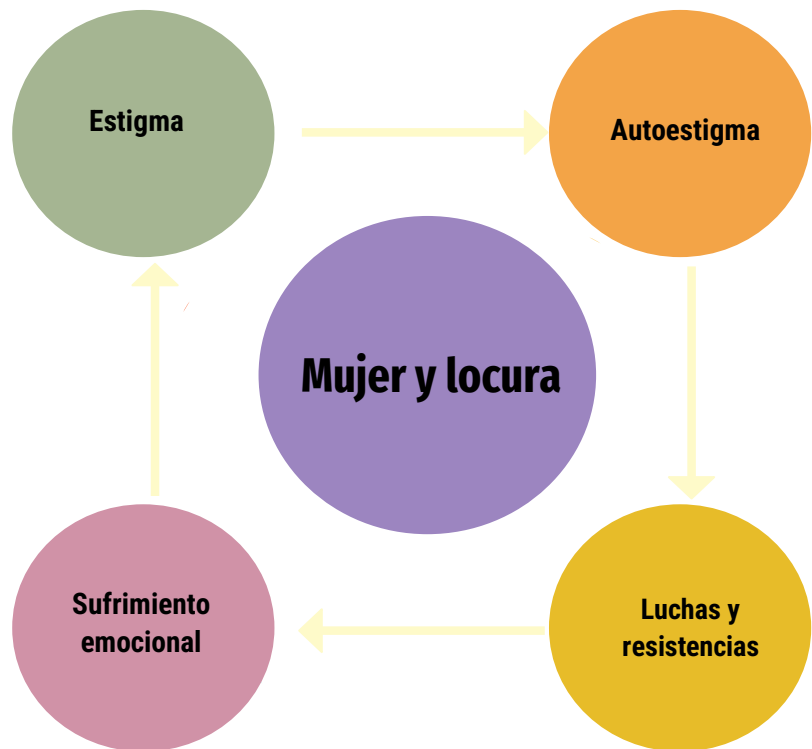 Estigma
Autoestigma
Mujer y locura
Sufrimiento
emocional
Luchas y
resistencias